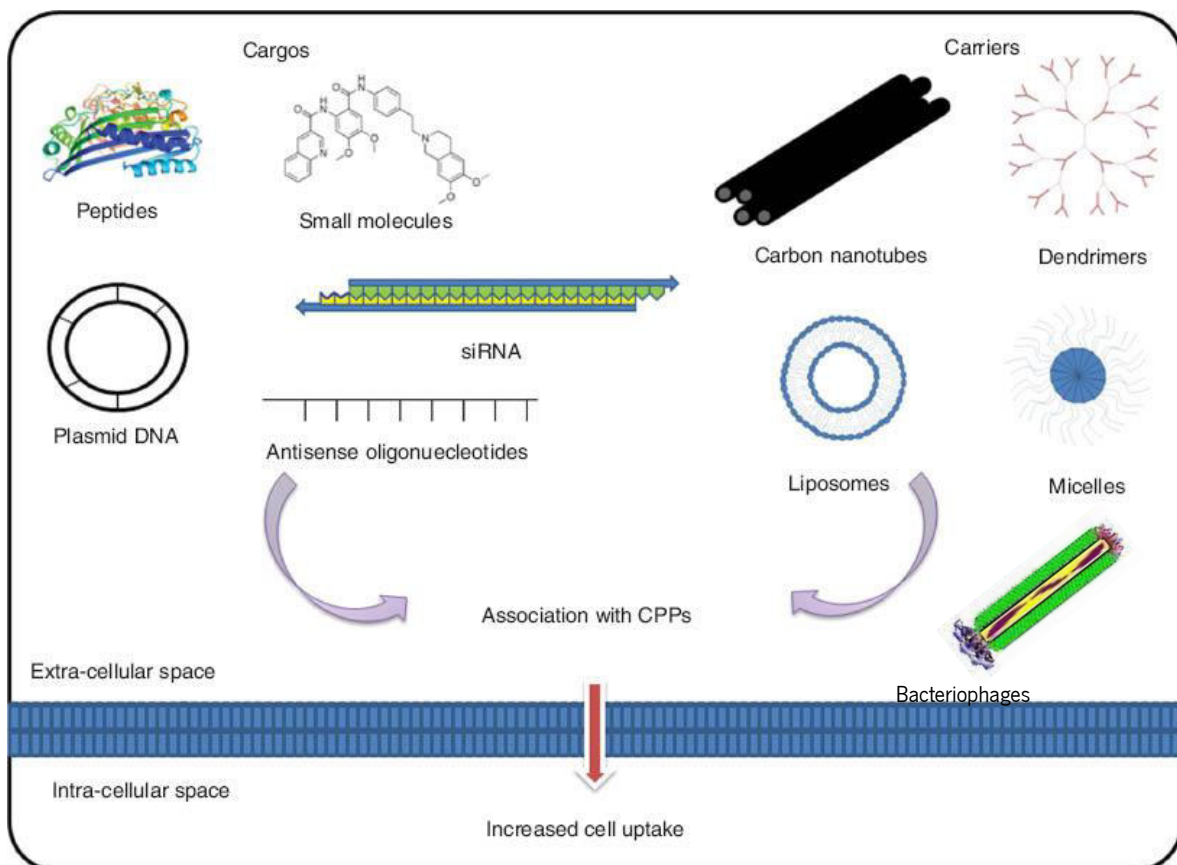 Cargos
Carriers
Peptides
Small molecules
Carbon nanotubes
Dendrimers
siRNA
Plasmid DNA
Antisense oligonuecleotides
Liposomes
Micelles
Association with CPPs
Extra-cellular space
Bacteriophages
Intra-cellular space
Increased cell uptake
O
H
N
O
H
N
N
O
O
N
O
O